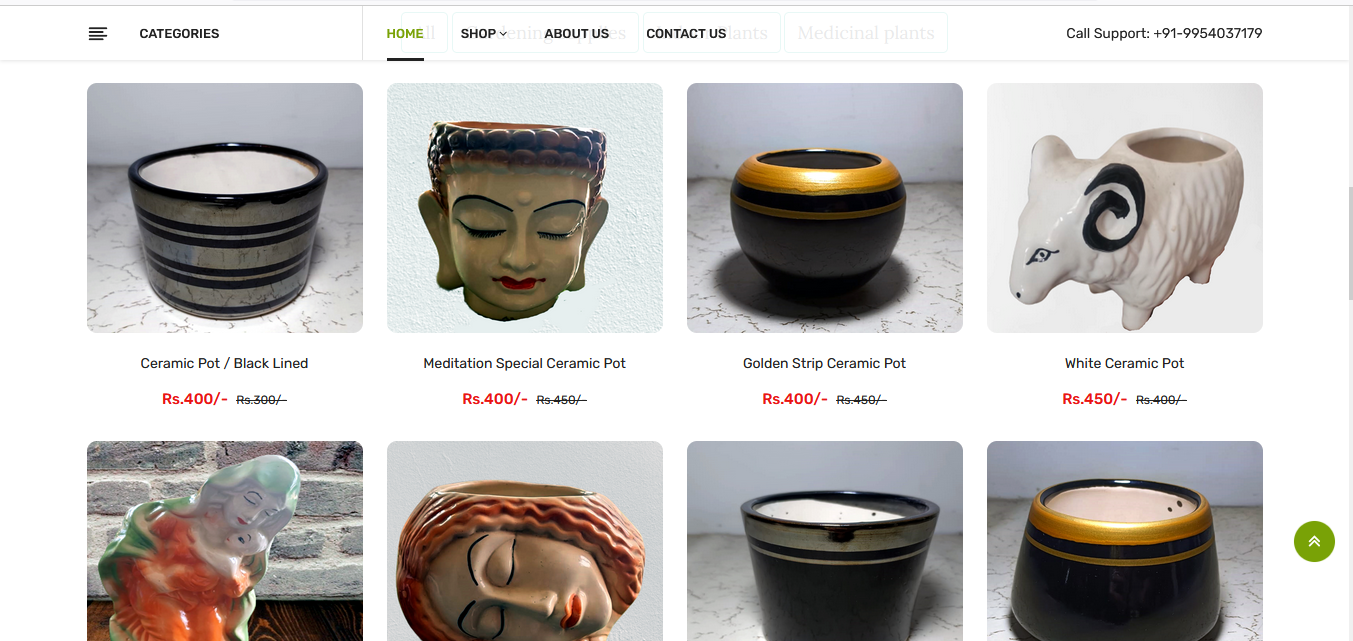 CATEGORIES
HOME SHOP ABOUT US CONTACT US
Medicinal plants
Call Support: +91-9954037179
Ceramic Pot / Black Lined
Rs.400/- Rs.300/-
Meditation Special Ceramic Pot
Rs.400/- Rs.450/-
Golden Strip Ceramic Pot
Rs.400/- Rs.450/-
White Ceramic Pot
Rs.450/- Rs.400/-